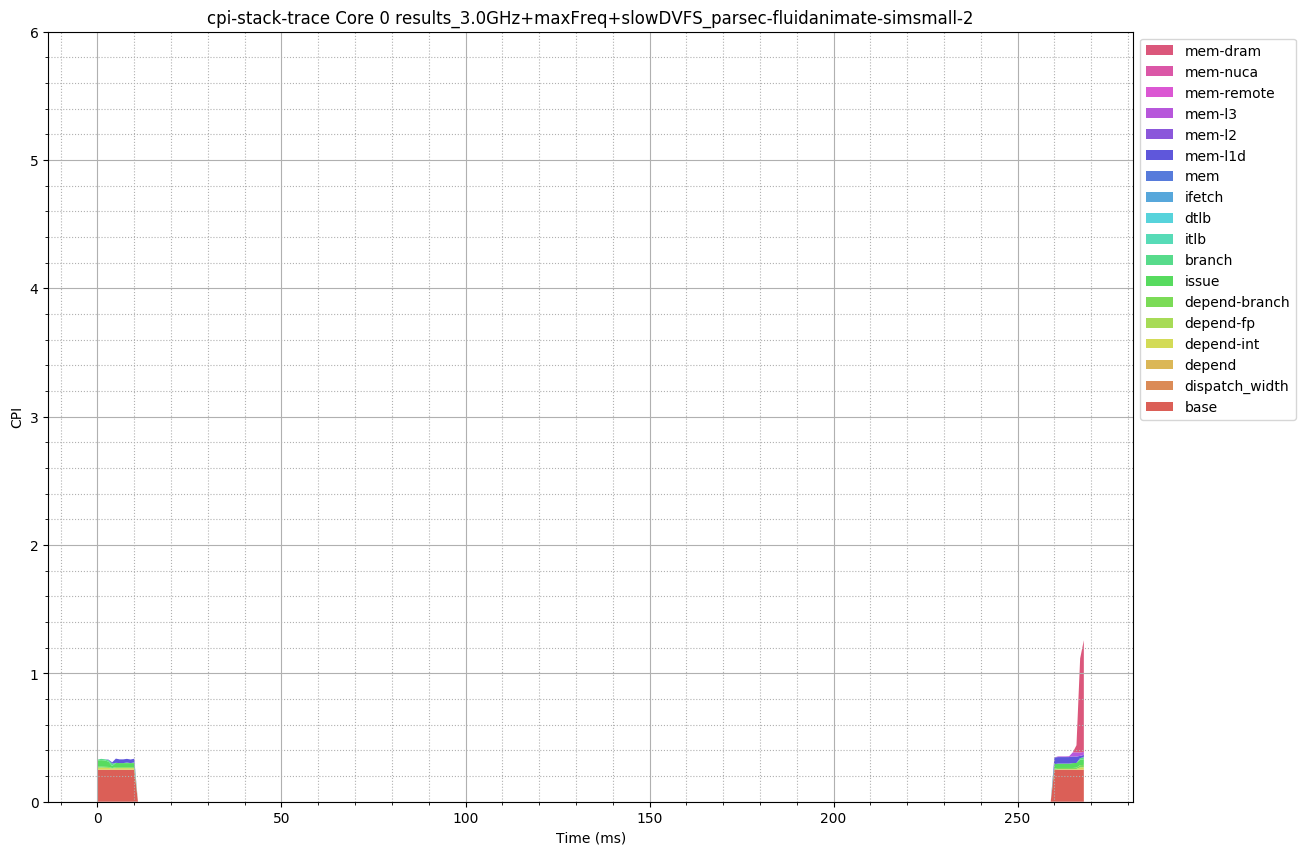 cpi-stack-trace Core 0 results_3.0GHz+maxFreq+slowDVFS_parsec-fluidanimate-simsmall-2
6
5
4
3
2
1
0
CPI
0
50
100
150
200
250
Time (ms)
mem-dram
mem-nuca
mem-remote
mem-l3
mem-l2
mem-l1d
mem
ifetch
dtlb
itlb
branch
issue
depend-branch
depend-fp
depend-int
depend
dispatch_width
base